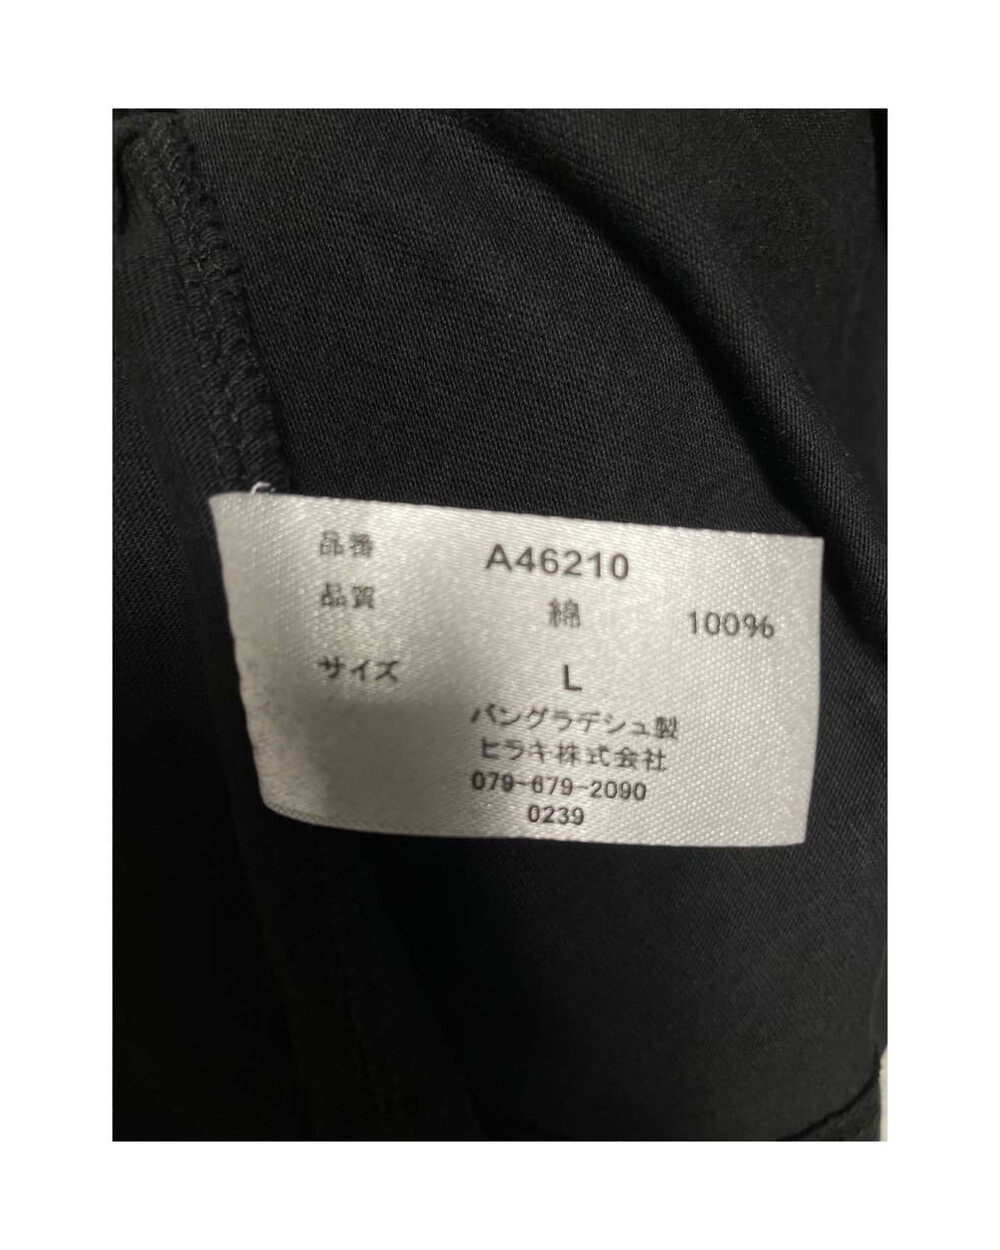 品番 A46210
品質 綿 100%
サイズ L
バングラデシュ製
ヒラキ株式会社
079-679-2090
0239